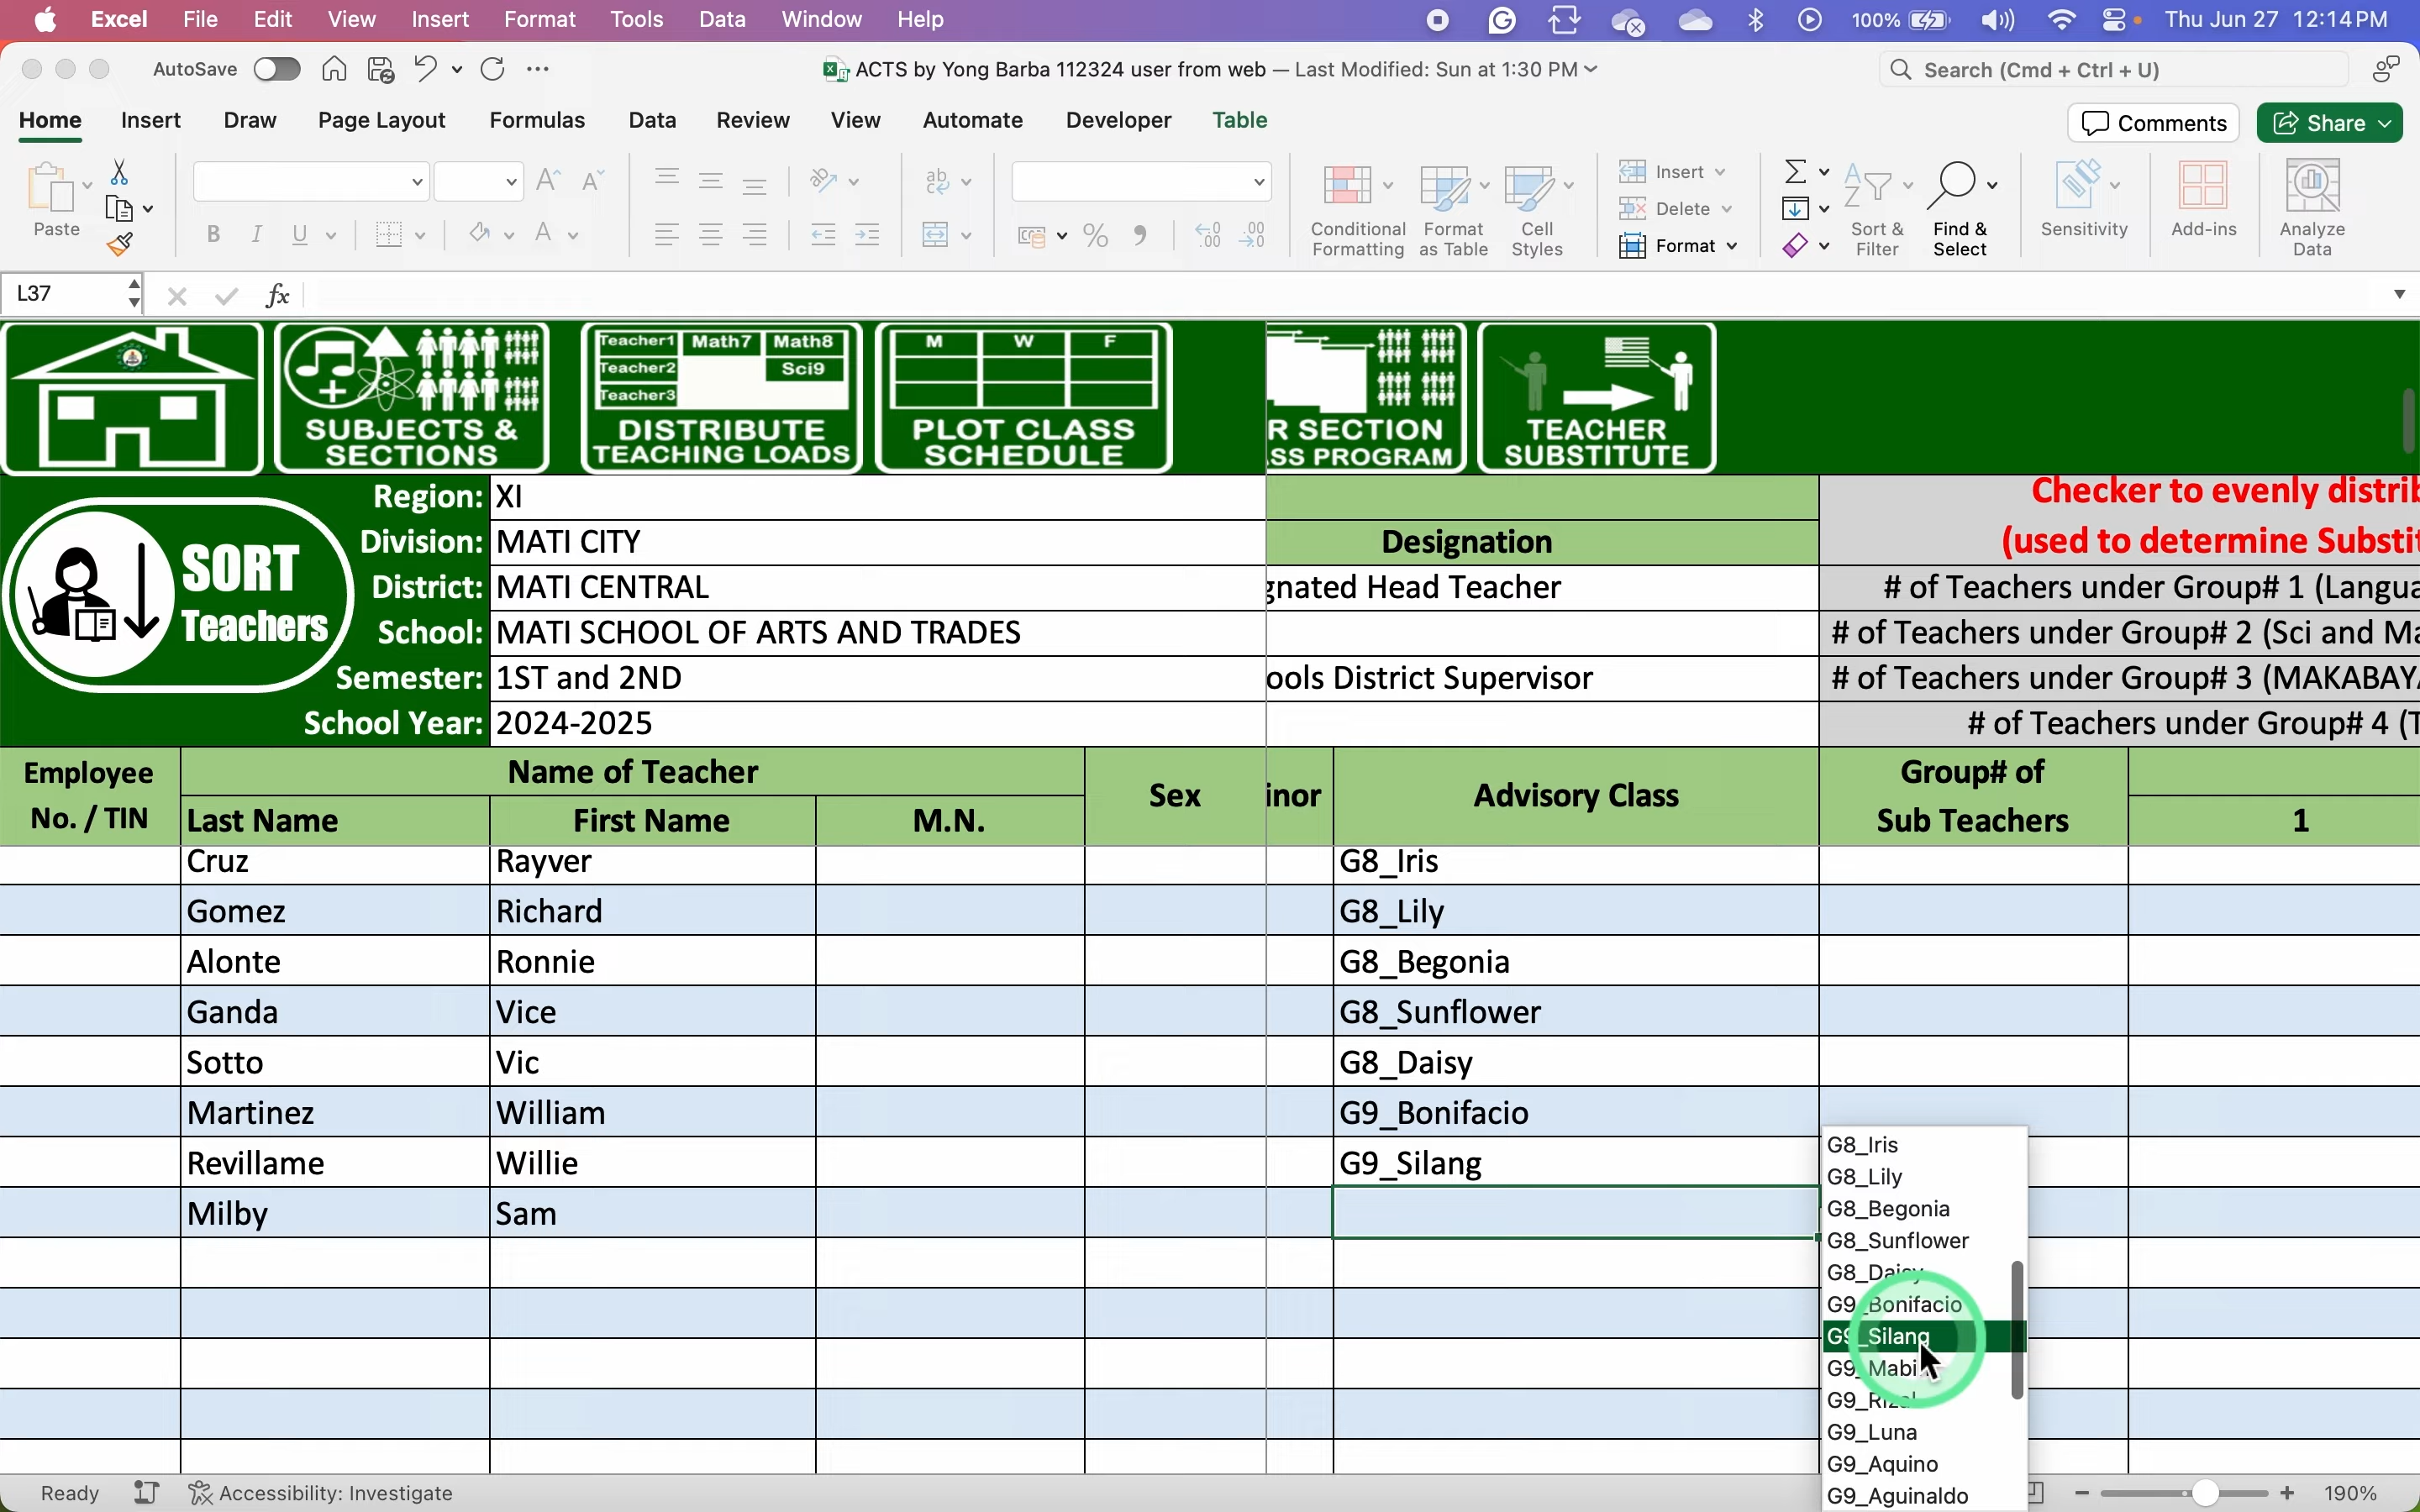 Excel File Edit View Insert Format Tools Data Window Help 100% Thu Jun 27 12:14 PM
AutoSave ACTS by Yong Barba 112324 user from web — Last Modified: Sun at 1:30 PM Search (Cmd + Ctrl + U)
Home Insert Draw Page Layout Formulas Data Review View Automate Developer Table Comments Share
Paste
Conditional Formatting
Format as Table
Cell Styles
Insert
Delete
Format
Sort & Filter
Find & Select
Sensitivity
Add-ins
Analyze Data
L37 fx
SUBJECTS & SECTIONS
Teacher1 Math7 Math8
Teacher2 Sci9
Teacher3
DISTRIBUTE TEACHING LOADS
M W F
PLOT CLASS SCHEDULE
R SECTION
SS PROGRAM
TEACHER SUBSTITUTE
SORT Teachers
Region: XI
Checker to evenly distrib
Division: MATI CITY Designation
(used to determine Substit
District: MATI CENTRAL gnated Head Teacher # of Teachers under Group# 1 (Langua
School: MATI SCHOOL OF ARTS AND TRADES # of Teachers under Group# 2 (Sci and Ma
Semester: 1ST and 2ND ools District Supervisor # of Teachers under Group# 3 (MAKABAYA
School Year: 2024-2025 # of Teachers under Group# 4 (T
Employee No. / TIN Name of Teacher Sex inor Advisory Class Group# of Sub Teachers
Last Name First Name M.N. 1
Cruz Rayver G8_Iris
Gomez Richard G8_Lily
Alonte Ronnie G8_Begonia
Ganda Vice G8_Sunflower
Sotto Vic G8_Daisy
Martinez William G9_Bonifacio
Revillame Willie G9_Silang
Milby Sam
G8_Iris
G8_Lily
G8_Begonia
G8_Sunflower
G8_Daisy
G9_Bonifacio
G9_Silang
G9_Rizal
G9_Luna
G9_Aquino
G9_Aguinaldo
Ready Accessibility: Investigate 190%